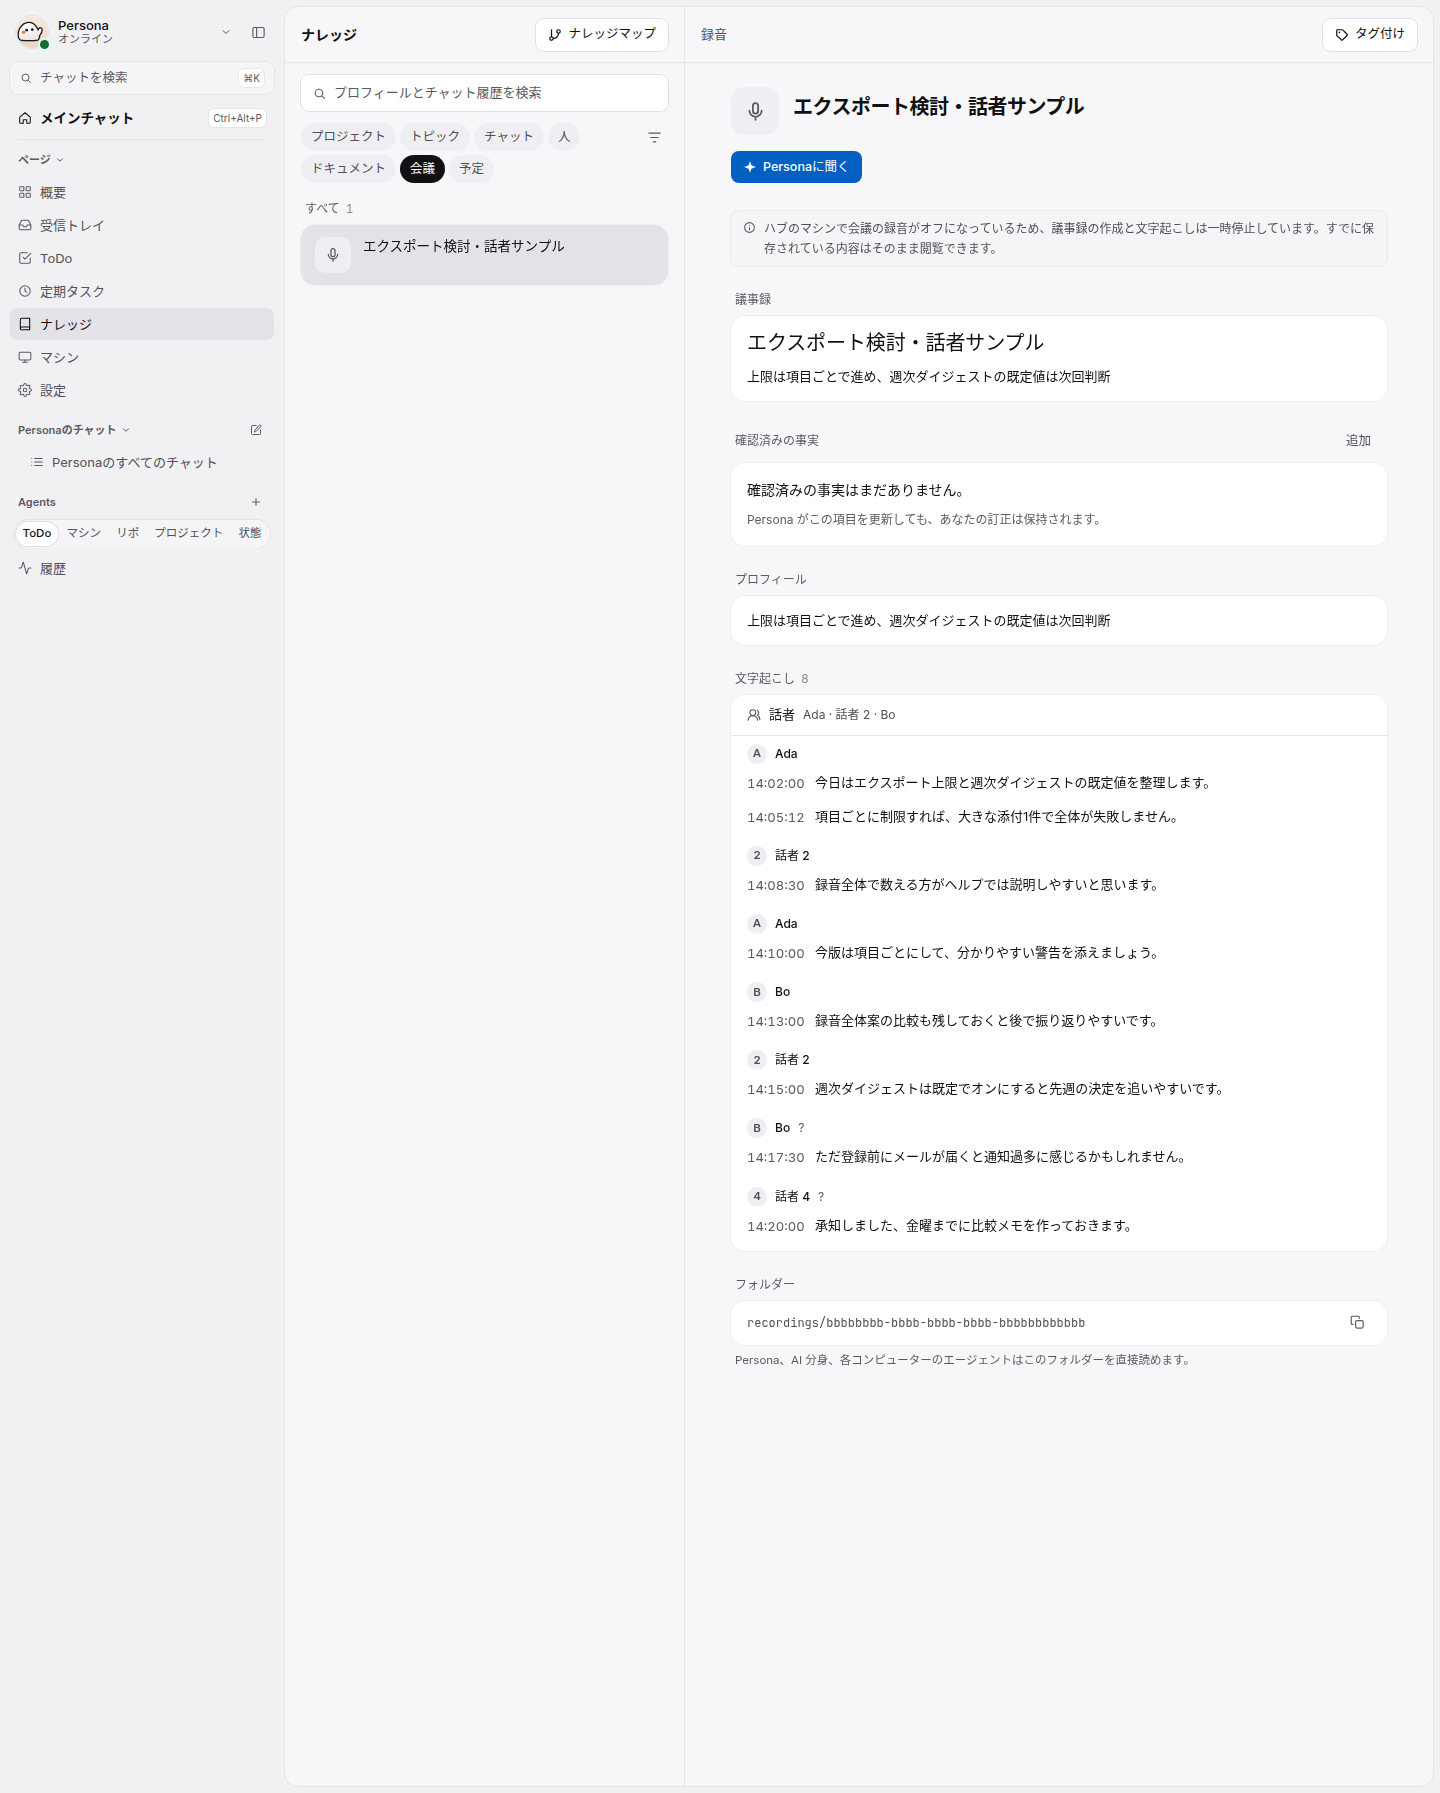 Persona
オンライン
チャットを検索
⌘K
メインチャット
Ctrl+Alt+P
ページ
概要
受信トレイ
ToDo
定期タスク
ナレッジ
マシン
設定
Personaのチャット
Personaのすべてのチャット
Agents
ToDo マシン リポ プロジェクト 状態
履歴
ナレッジ
ナレッジマップ
プロフィールとチャット履歴を検索
プロジェクト トピック チャット 人
ドキュメント 会議 予定
すべて 1
エクスポート検討・話者サンプル
録音
タグ付け
エクスポート検討・話者サンプル
Personaに聞く
ハブのマシンで会議の録音がオフになっているため、議事録の作成と文字起こしは一時停止しています。すでに保
存されている内容はそのまま閲覧できます。
議事録
エクスポート検討・話者サンプル
上限は項目ごとで進め、週次ダイジェストの既定値は次回判断
確認済みの事実
追加
確認済みの事実はまだありません。
Persona がこの項目を更新しても、あなたの訂正は保持されます。
プロフィール
上限は項目ごとで進め、週次ダイジェストの既定値は次回判断
文字起こし 8
話者 Ada · 話者 2 · Bo
A Ada
14:02:00 今日はエクスポート上限と週次ダイジェストの既定値を整理します。
14:05:12 項目ごとに制限すれば、大きな添付1件で全体が失敗しません。
2 話者 2
14:08:30 録音全体で数える方がヘルプでは説明しやすいと思います。
A Ada
14:10:00 今版は項目ごとにして、分かりやすい警告を添えましょう。
B Bo
14:13:00 録音全体案の比較も残しておくと後で振り返りやすいです。
2 話者 2
14:15:00 週次ダイジェストは既定でオンにすると先週の決定を追いやすいです。
B Bo ?
14:17:30 ただ登録前にメールが届くと通知過多に感じるかもしれません。
4 話者 4 ?
14:20:00 承知しました、金曜までに比較メモを作っておきます。
フォルダー
recordings/bbbbbbbb-bbbb-bbbb-bbbb-bbbbbbbbbbbb
Persona、AI 分身、各コンピューターのエージェントはこのフォルダーを直接読めます。